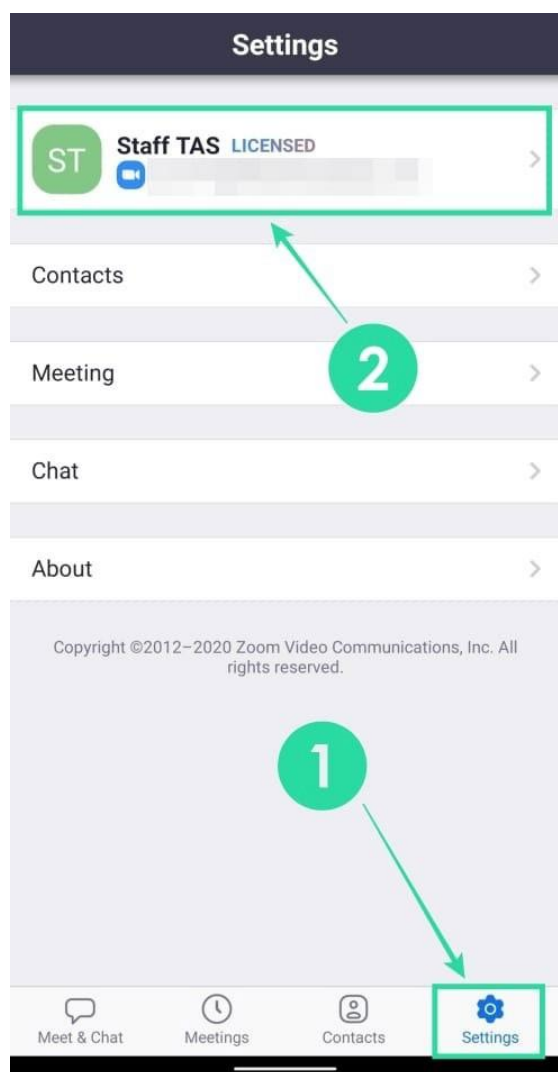 Settings
ST
Staff TAS LICENSED
Contacts
Meeting
2
Chat
About
Copyright ©2012–2020 Zoom Video Communications, Inc. All
rights reserved.
1
Meet & Chat Meetings Contacts Settings